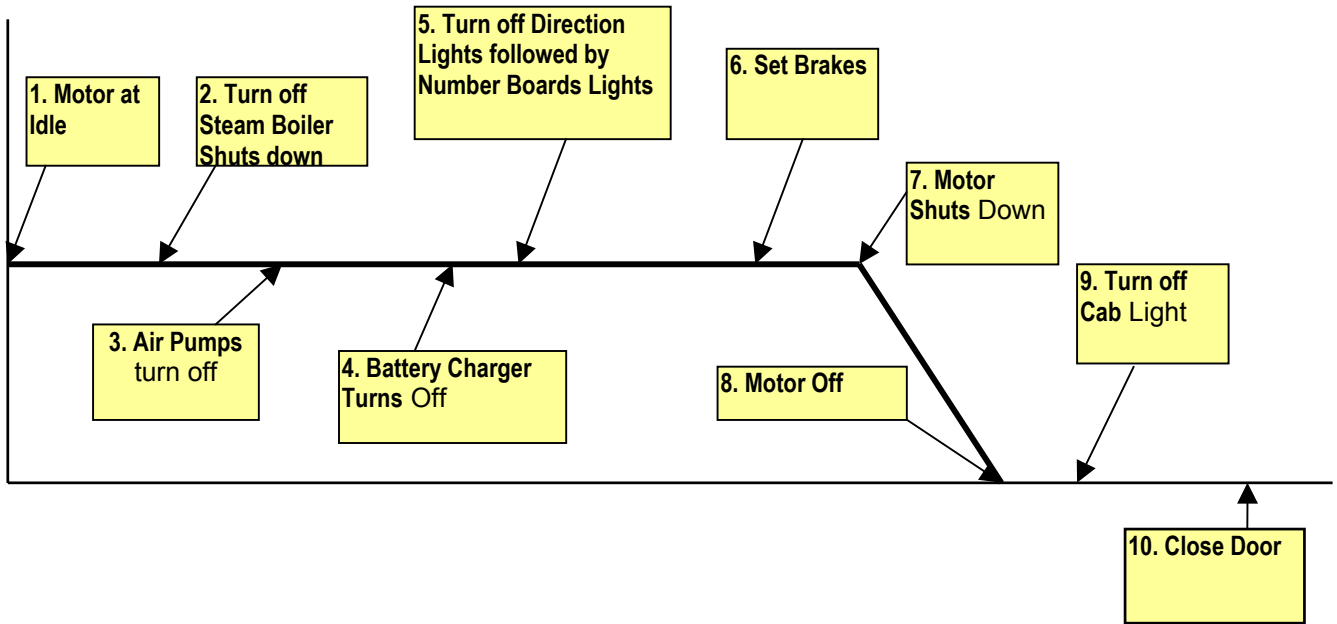 1. Motor at
Idle
2. Turn off
Steam Boiler
Shuts down
3. Air Pumps
turn off
4. Battery Charger
Turns Off
5. Turn off Direction
Lights followed by
Number Boards Lights
6. Set Brakes
7. Motor
Shuts Down
8. Motor Off
9. Turn off
Cab Light
10. Close Door